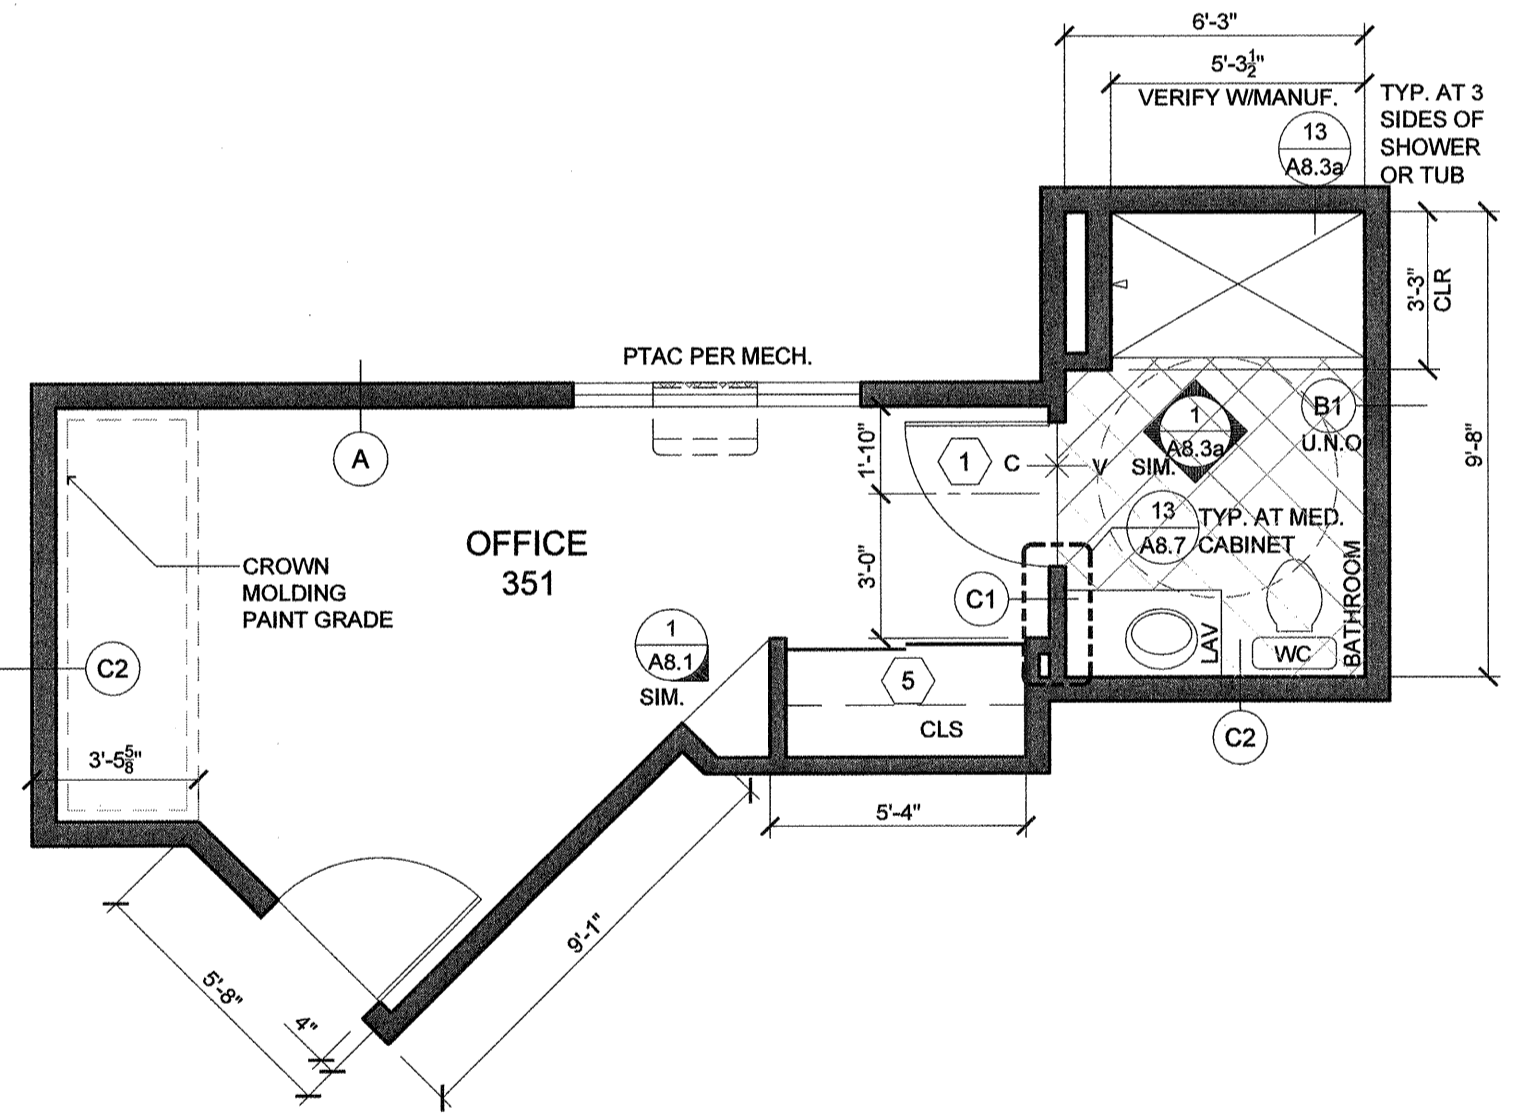 6'-3"
5'-3½"
VERIFY W/MANUF.
TYP. AT 3
SIDES OF
SHOWER
OR TUB
13
A8.3a
3'-3"
CLR
9'-8"
PTAC PER MECH.
A
1'-10"
1
C
V
1
A8.3a
SIM.
B1
U.N.O
13
A8.7
TYP. AT MED.
CABINET
OFFICE
351
CROWN
MOLDING
PAINT GRADE
3'-0"
C1
BATHROOM
LAV
WC
1
A8.1
SIM.
5
CLS
C2
C2
3'-5⅝"
5'-4"
9'-1"
5'-8"
4"